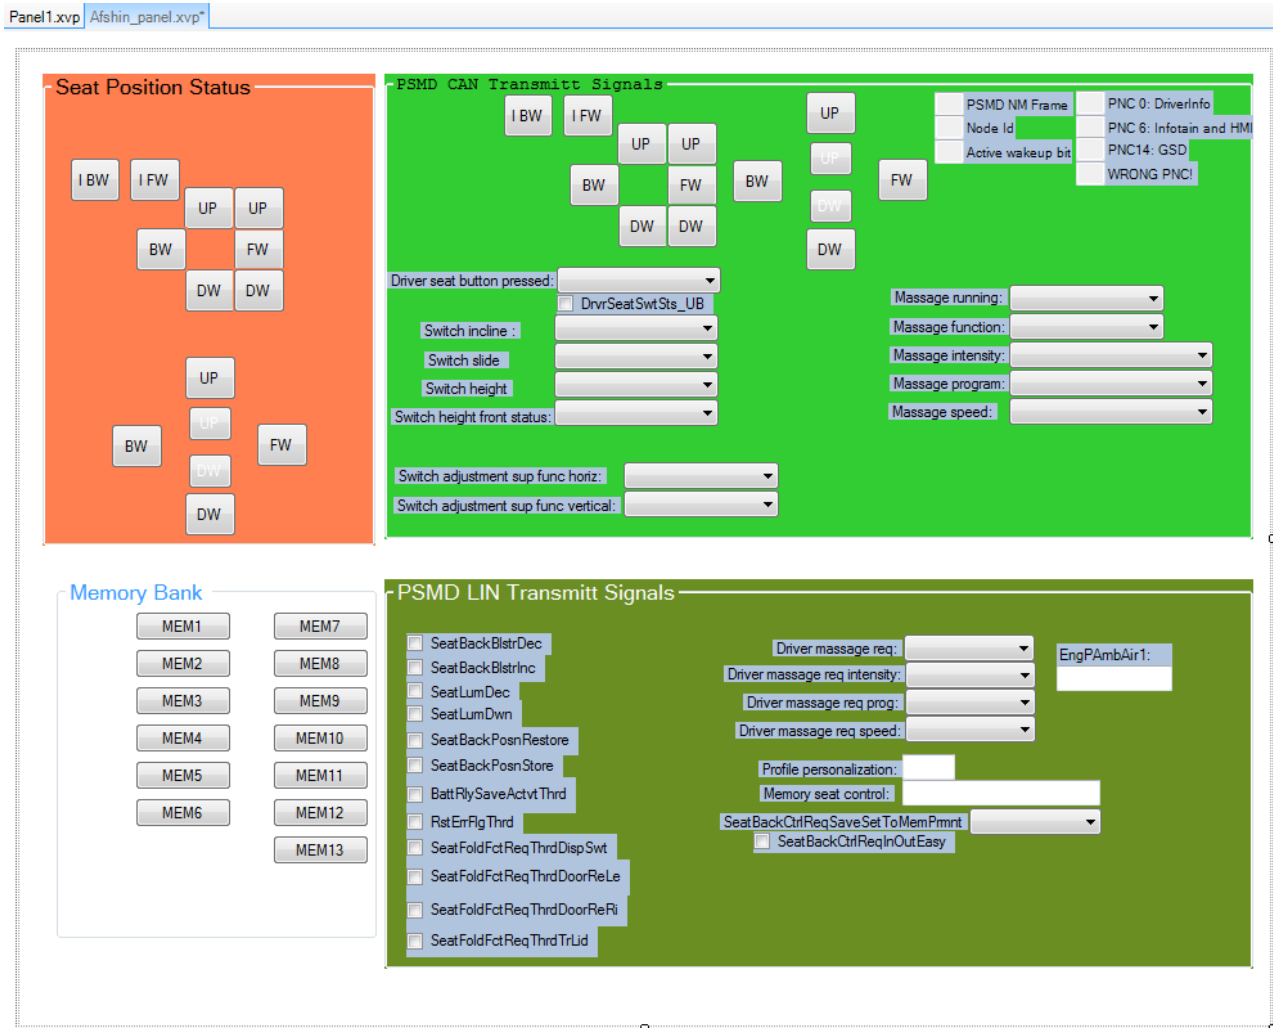 Panel1.xvp Afshin_panel.xvp*
Seat Position Status
I BW I FW
UP UP
BW FW
DW DW
UP
UP
BW FW
DW
DW
PSMD CAN Transmitt Signals
I BW I FW
UP UP
BW FW
DW DW
UP
UP
BW FW
DW
DW
PSMD NM Frame
Node Id
Active wakeup bit
PNC 0: DriverInfo
PNC 6: Infotain and HMI
PNC14: GSD
WRONG PNC!
Driver seat button pressed:
DrvrSeatSwtSts_UB
Switch incline :
Switch slide
Switch height
Switch height front status:
Switch adjustment sup func horiz:
Switch adjustment sup func vertical:
Massage running:
Massage function:
Massage intensity:
Massage program:
Massage speed:
Memory Bank
MEM1 MEM7
MEM2 MEM8
MEM3 MEM9
MEM4 MEM10
MEM5 MEM11
MEM6 MEM12
MEM13
PSMD LIN Transmitt Signals
SeatBackBlstrDec
SeatBackBlstrInc
SeatLumDec
SeatLumDwn
SeatBackPosnRestore
SeatBackPosnStore
BattRlySaveActvtThrd
RstErrFlgThrd
SeatFoldFctReqThrdDispSwt
SeatFoldFctReqThrdDoorReLe
SeatFoldFctReqThrdDoorReRi
SeatFoldFctReqThrdTrLid
Driver massage req:
Driver massage req intensity:
Driver massage req prog:
Driver massage req speed:
EngPAmbAir1:
Profile personalization:
Memory seat control:
SeatBackCtrlReqSaveSetToMemPrmnt
SeatBackCtrlReqInOutEasy